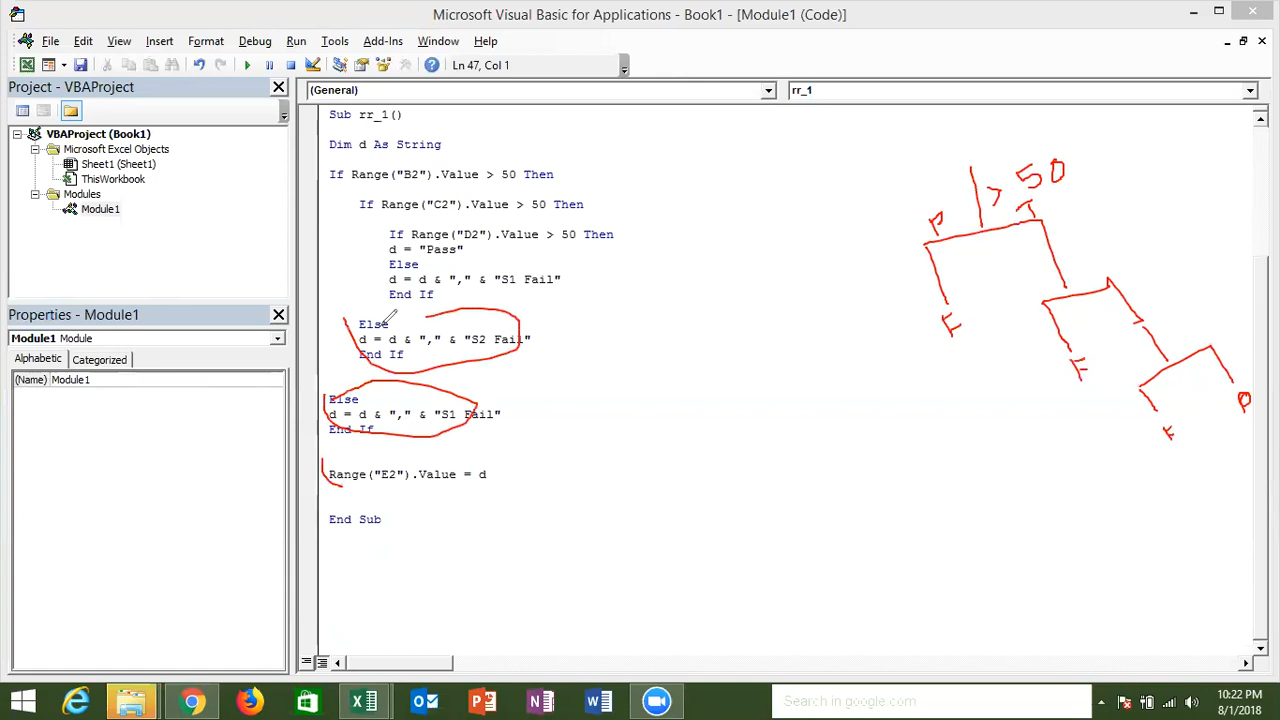 Microsoft Visual Basic for Applications - Book1 - [Module1 (Code)]
File Edit View Insert Format Debug Run Tools Add-Ins Window Help
Ln 47, Col 1
Project - VBAProject
(General)
rr_1
VBAProject (Book1)
Microsoft Excel Objects
Sheet1 (Sheet1)
ThisWorkbook
Modules
Module1
Properties - Module1
Module1 Module
Alphabetic Categorized
(Name) Module1
Sub rr_1()
Dim d As String
If Range("B2").Value > 50 Then
If Range("C2").Value > 50 Then
If Range("D2").Value > 50 Then
d = "Pass"
Else
d = d & "," & "S1 Fail"
End If
Else
d = d & "," & "S2 Fail"
End If
Else
d = d & "," & "S1 Fail"
End If
Range("E2").Value = d
End Sub
> 50
P T
F
F
P
F
Search in google.com
10:22 PM
8/1/2018